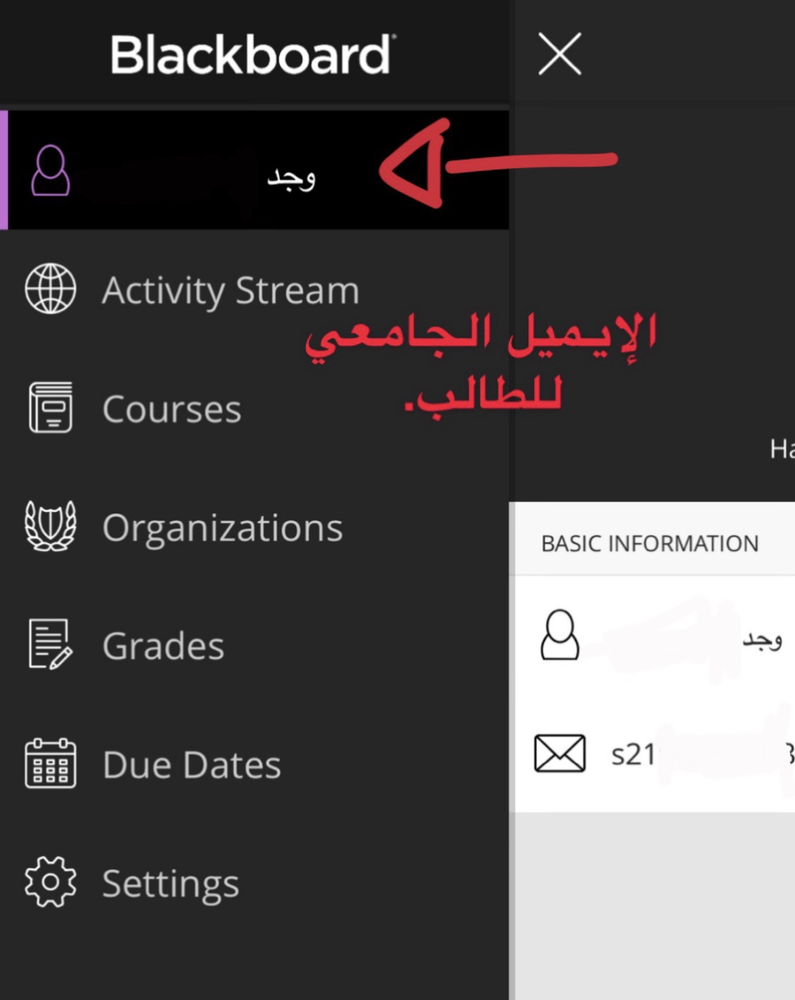 Blackboard
وجد
Activity Stream
الإيميل الجامعي
للطالب.
Courses
Organizations
Grades
Due Dates
Settings
BASIC INFORMATION
وجد
s21